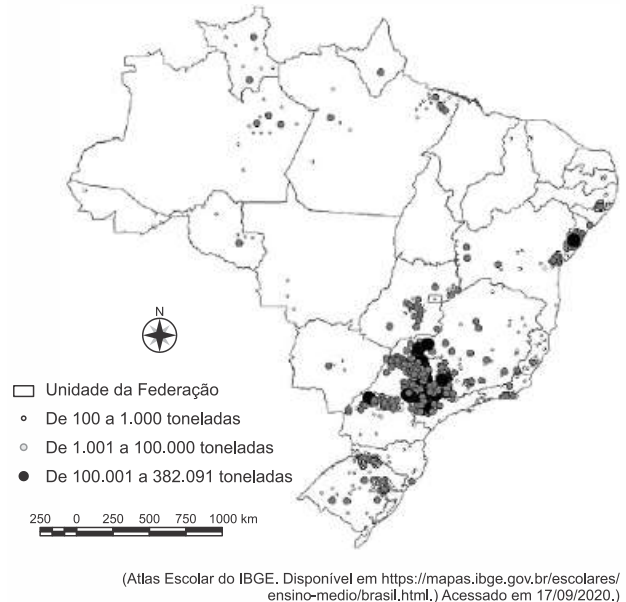 N
Unidade da Federação
De 100 a 1.000 toneladas
De 1.001 a 100.000 toneladas
De 100.001 a 382.091 toneladas
250 0 250 500 750 1000 km
(Atlas Escolar do IBGE. Disponível em https://mapas.ibge.gov.br/escolares/
ensino-medio/brasil.html.) Acessado em 17/09/2020.)